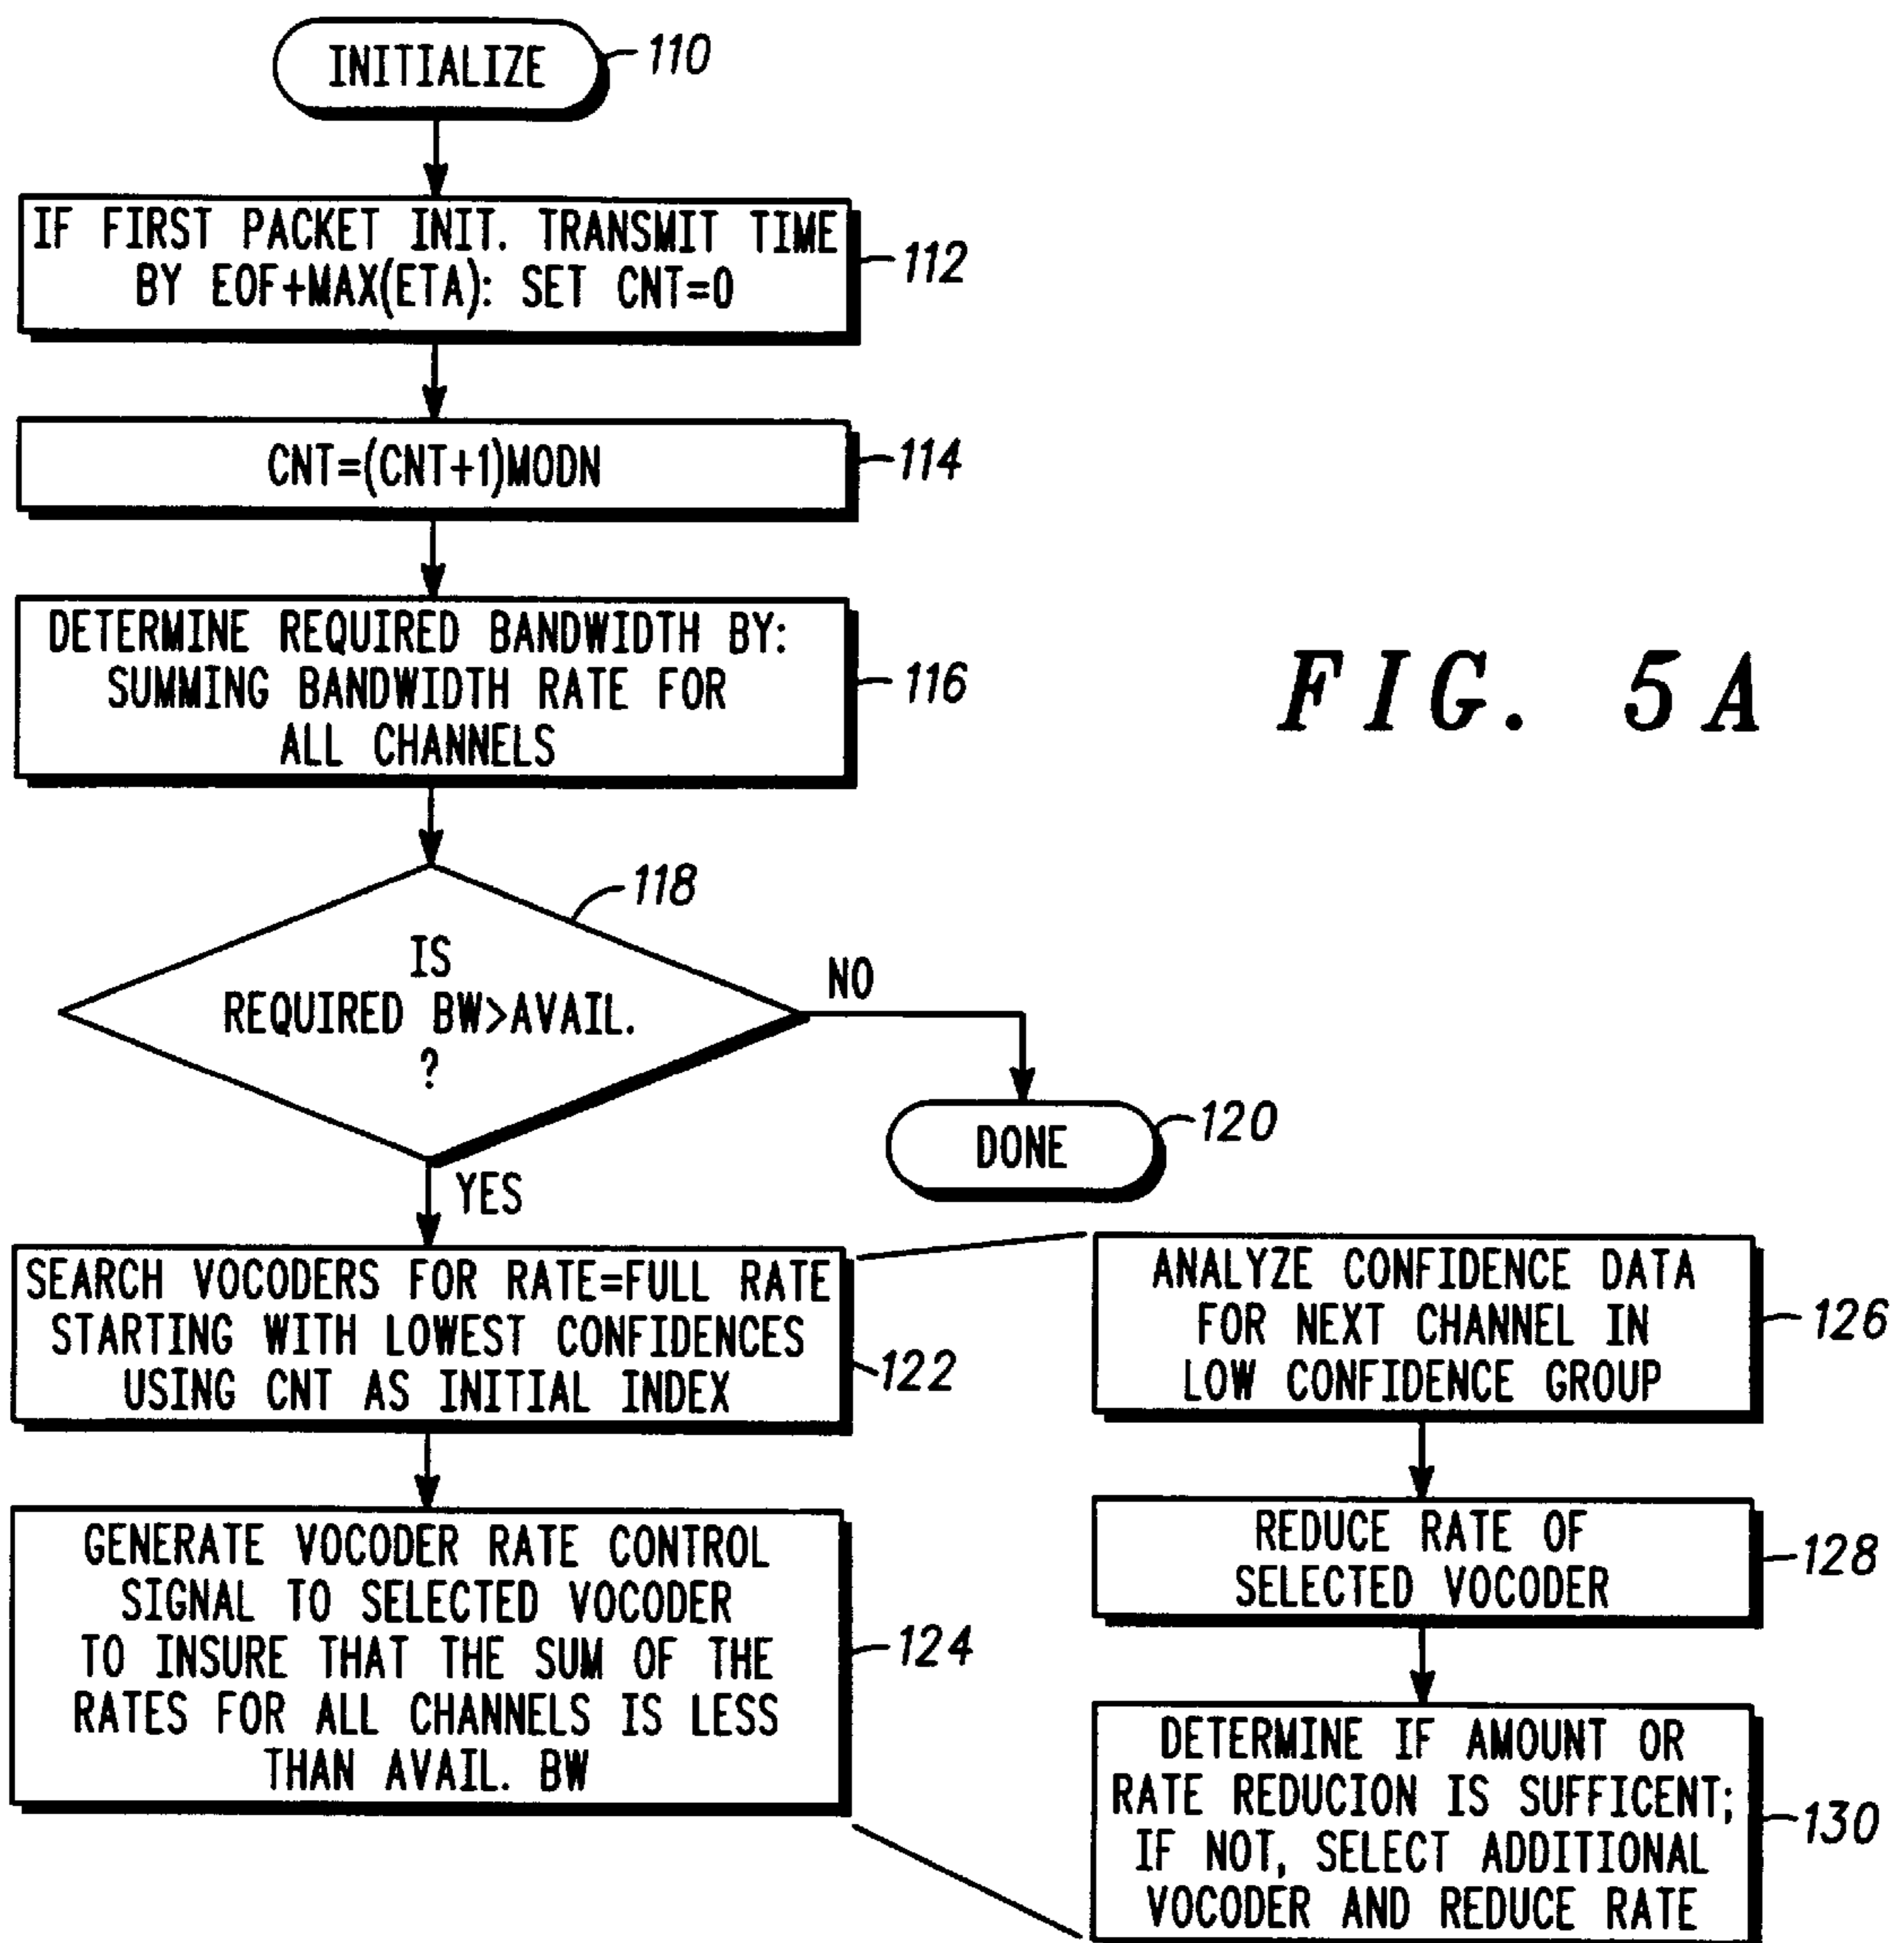 INITIALIZE
110
IF FIRST PACKET INIT. TRANSMIT TIME
BY EOF+MAX(ETA): SET CNT=0
112
CNT=(CNT+1)MODN
114
DETERMINE REQUIRED BANDWIDTH BY:
SUMMING BANDWIDTH RATE FOR
ALL CHANNELS
116
FIG. 5A
118
IS
REQUIRED BW>AVAIL.
?
NO
DONE
120
YES
SEARCH VOCODERS FOR RATE=FULL RATE
STARTING WITH LOWEST CONFIDENCES
USING CNT AS INITIAL INDEX
122
GENERATE VOCODER RATE CONTROL
SIGNAL TO SELECTED VOCODER
TO INSURE THAT THE SUM OF THE
RATES FOR ALL CHANNELS IS LESS
THAN AVAIL. BW
124
ANALYZE CONFIDENCE DATA
FOR NEXT CHANNEL IN
LOW CONFIDENCE GROUP
126
REDUCE RATE OF
SELECTED VOCODER
128
DETERMINE IF AMOUNT OR
RATE REDUCION IS SUFFICENT;
IF NOT, SELECT ADDITIONAL
VOCODER AND REDUCE RATE
130